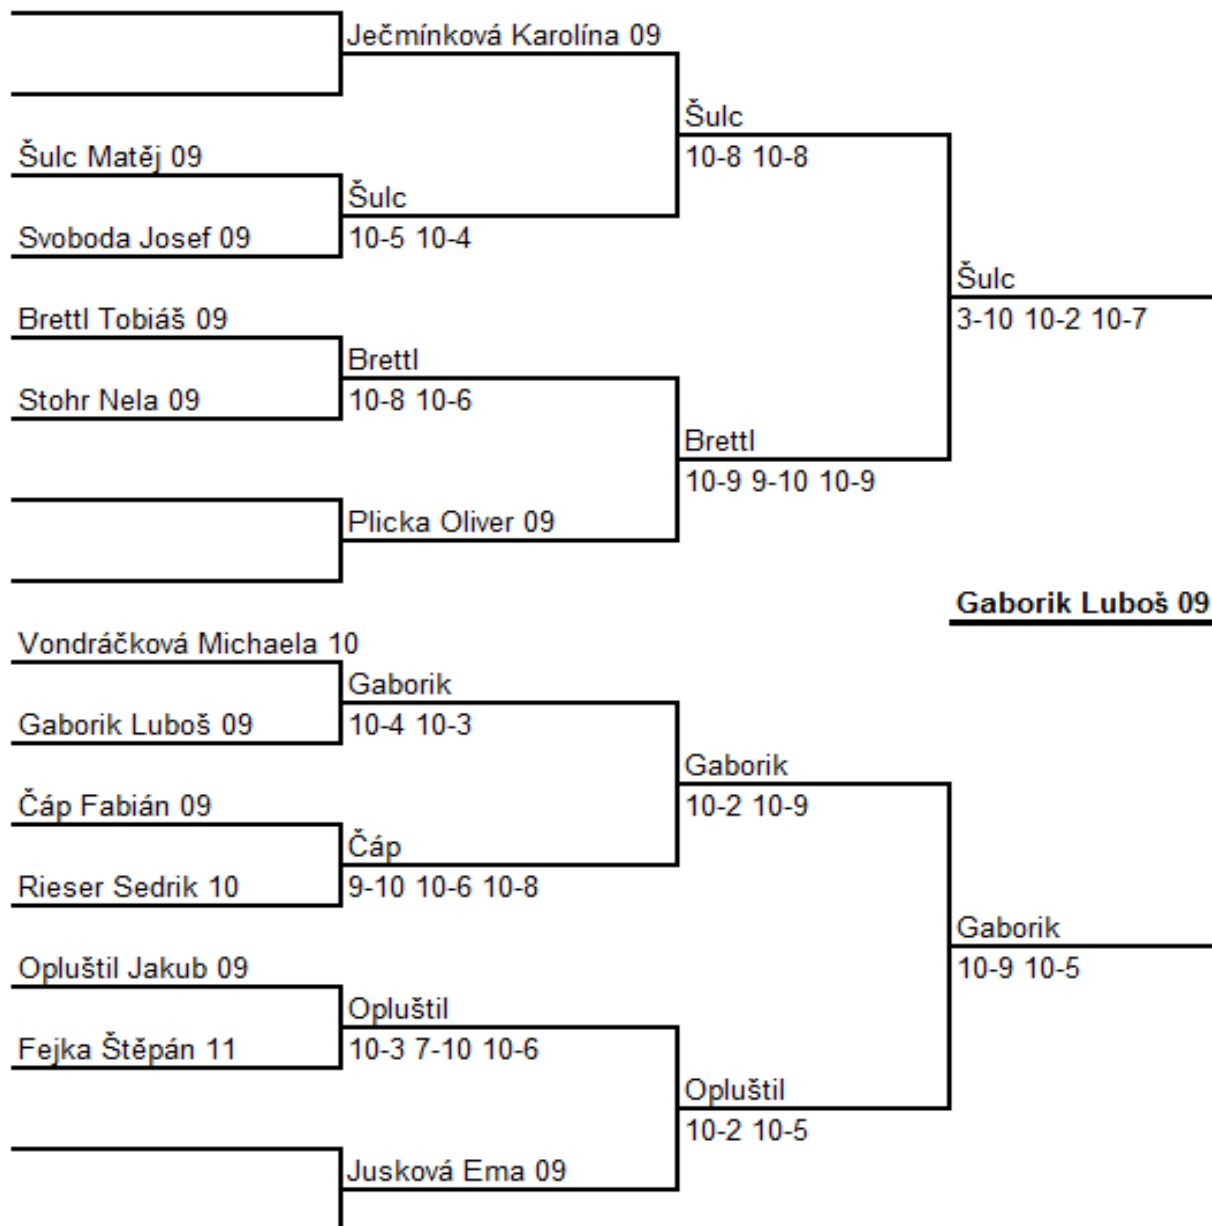 Ječmínková Karolína 09
Šulc
10-8 10-8
Šulc Matěj 09
Šulc
Svoboda Josef 09
10-5 10-4
Šulc
3-10 10-2 10-7
Brettl Tobiáš 09
Brettl
Stohr Nela 09
10-8 10-6
Brettl
10-9 9-10 10-9
Plicka Oliver 09
Gaborik Luboš 09
Vondráčková Michaela 10
Gaborik
Gaborik Luboš 09
10-4 10-3
Gaborik
10-2 10-9
Čáp Fabián 09
Čáp
Rieser Sedrik 10
9-10 10-6 10-8
Gaborik
10-9 10-5
Opluštil Jakub 09
Opluštil
Fejka Štěpán 11
10-3 7-10 10-6
Opluštil
10-2 10-5
Jusková Ema 09